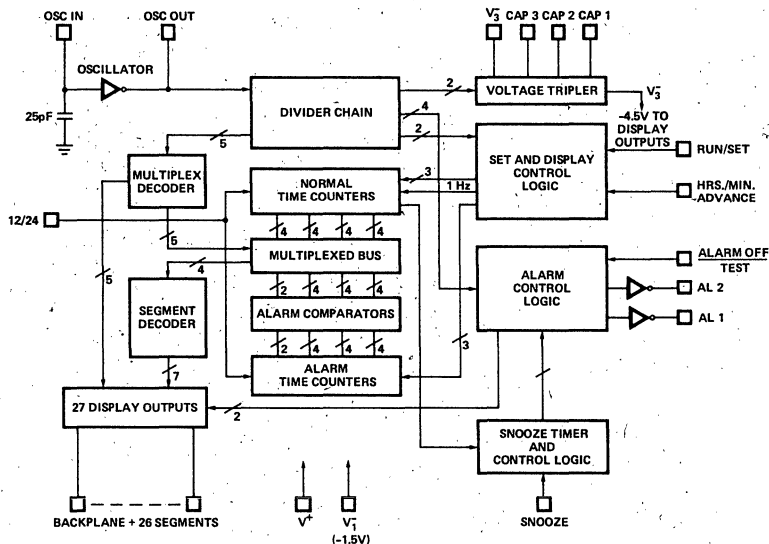 OSC IN
OSC OUT
V3⁻ CAP 3 CAP 2 CAP 1
OSCILLATOR
25pF
DIVIDER CHAIN
2
VOLTAGE TRIPLER
V3⁻
4
2
–4.5V TO
DISPLAY
OUTPUTS
5
MULTIPLEX
DECODER
NORMAL
TIME COUNTERS
3
1 Hz
SET AND DISPLAY
CONTROL
LOGIC
RUN/SET
HRS./MIN.
ADVANCE
12/24
4 4 4 4
5
MULTIPLEXED BUS
5
4
2 4 4 4
SEGMENT
DECODER
ALARM COMPARATORS
2 4 4 4
ALARM
CONTROL
LOGIC
ALARM OFF
TEST
AL 2
AL 1
3
7
ALARM
TIME COUNTERS
27 DISPLAY OUTPUTS
2
SNOOZE TIMER
AND
CONTROL LOGIC
BACKPLANE + 26 SEGMENTS
V+
V1⁻
(–1.5V)
SNOOZE